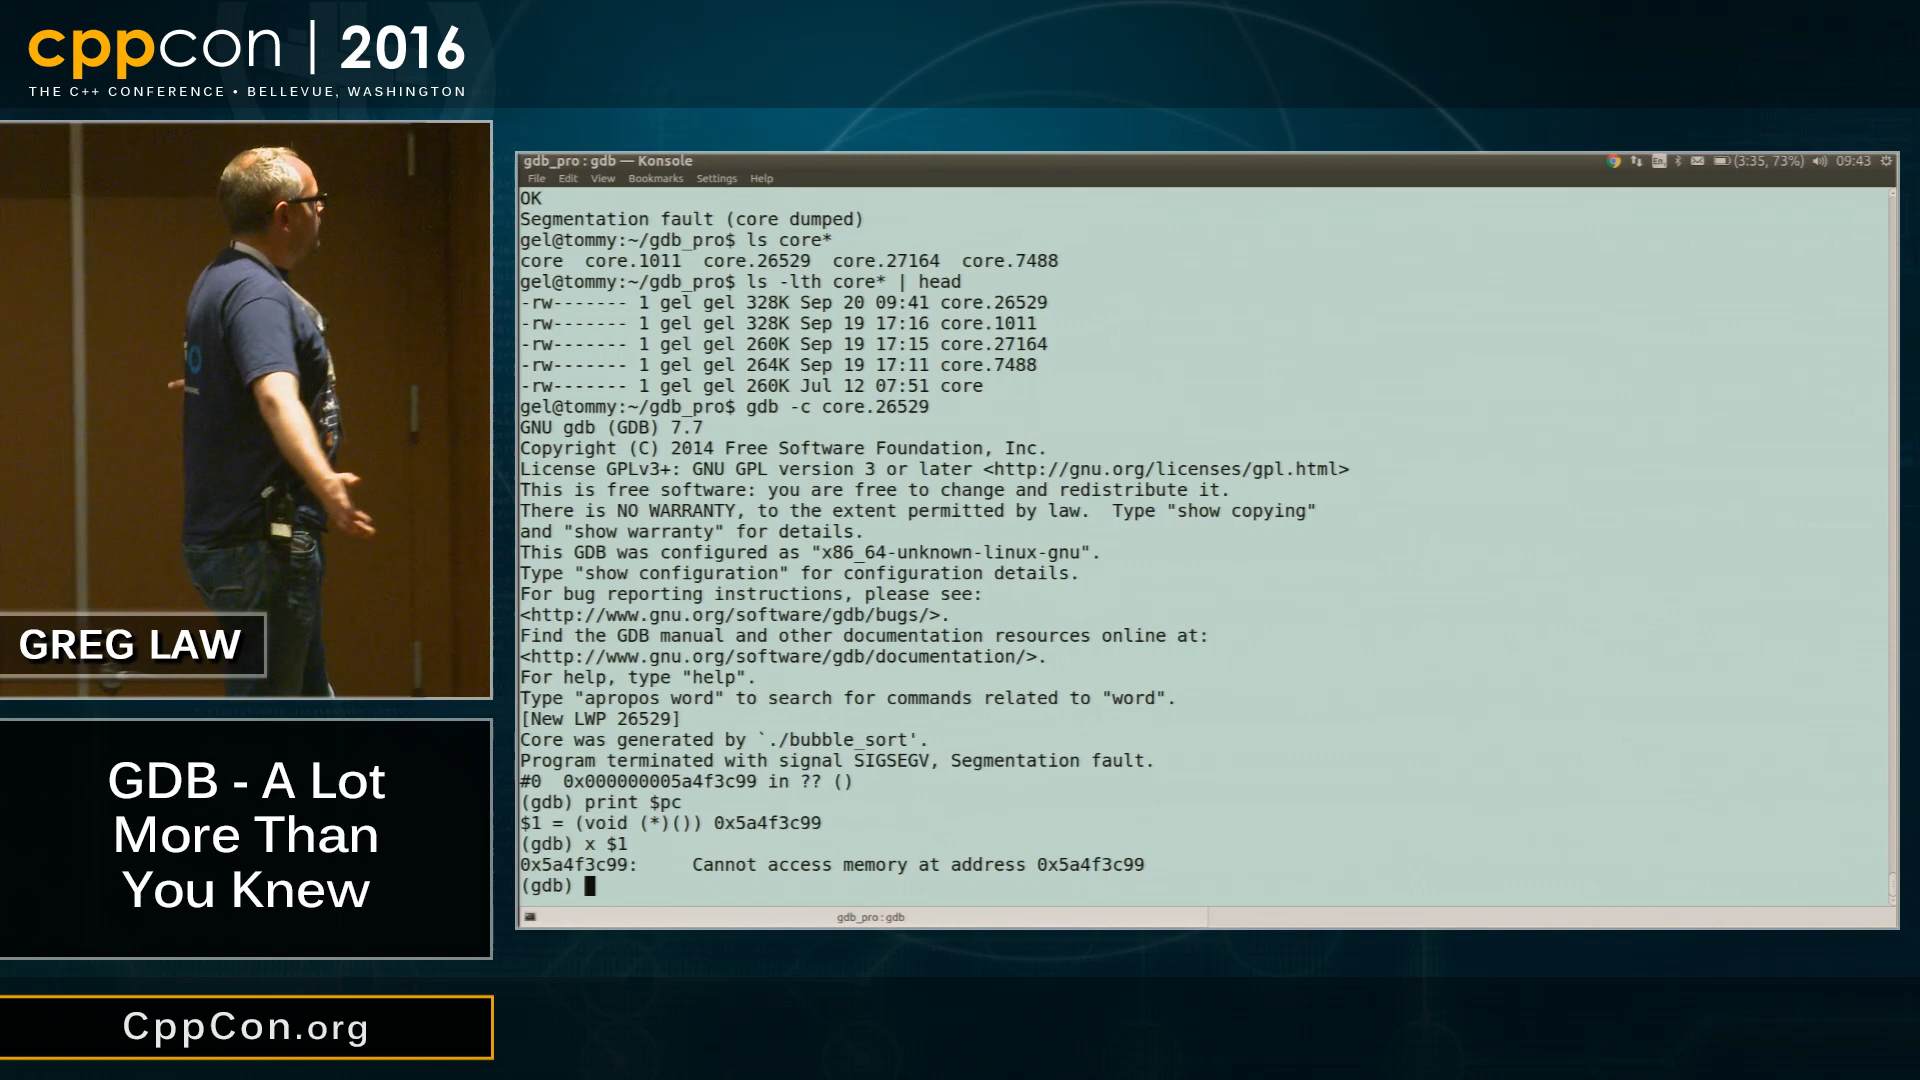 cppcon | 2016
THE C++ CONFERENCE • BELLEVUE, WASHINGTON
GREG LAW
GDB - A Lot
More Than
You Knew
CppCon.org
gdb_pro : gdb — Konsole
(3:35, 73%) 09:43
File Edit View Bookmarks Settings Help
OK
Segmentation fault (core dumped)
gel@tommy:~/gdb_pro$ ls core*
core  core.1011  core.26529  core.27164  core.7488
gel@tommy:~/gdb_pro$ ls -lth core* | head
-rw------- 1 gel gel 328K Sep 20 09:41 core.26529
-rw------- 1 gel gel 328K Sep 19 17:16 core.1011
-rw------- 1 gel gel 260K Sep 19 17:15 core.27164
-rw------- 1 gel gel 264K Sep 19 17:11 core.7488
-rw------- 1 gel gel 260K Jul 12 07:51 core
gel@tommy:~/gdb_pro$ gdb -c core.26529
GNU gdb (GDB) 7.7
Copyright (C) 2014 Free Software Foundation, Inc.
License GPLv3+: GNU GPL version 3 or later <http://gnu.org/licenses/gpl.html>
This is free software: you are free to change and redistribute it.
There is NO WARRANTY, to the extent permitted by law.  Type "show copying"
and "show warranty" for details.
This GDB was configured as "x86_64-unknown-linux-gnu".
Type "show configuration" for configuration details.
For bug reporting instructions, please see:
<http://www.gnu.org/software/gdb/bugs/>.
Find the GDB manual and other documentation resources online at:
<http://www.gnu.org/software/gdb/documentation/>.
For help, type "help".
Type "apropos word" to search for commands related to "word".
[New LWP 26529]
Core was generated by `./bubble_sort'.
Program terminated with signal SIGSEGV, Segmentation fault.
#0  0x000000005a4f3c99 in ?? ()
(gdb) print $pc
$1 = (void (*)()) 0x5a4f3c99
(gdb) x $1
0x5a4f3c99:     Cannot access memory at address 0x5a4f3c99
(gdb)
gdb_pro : gdb